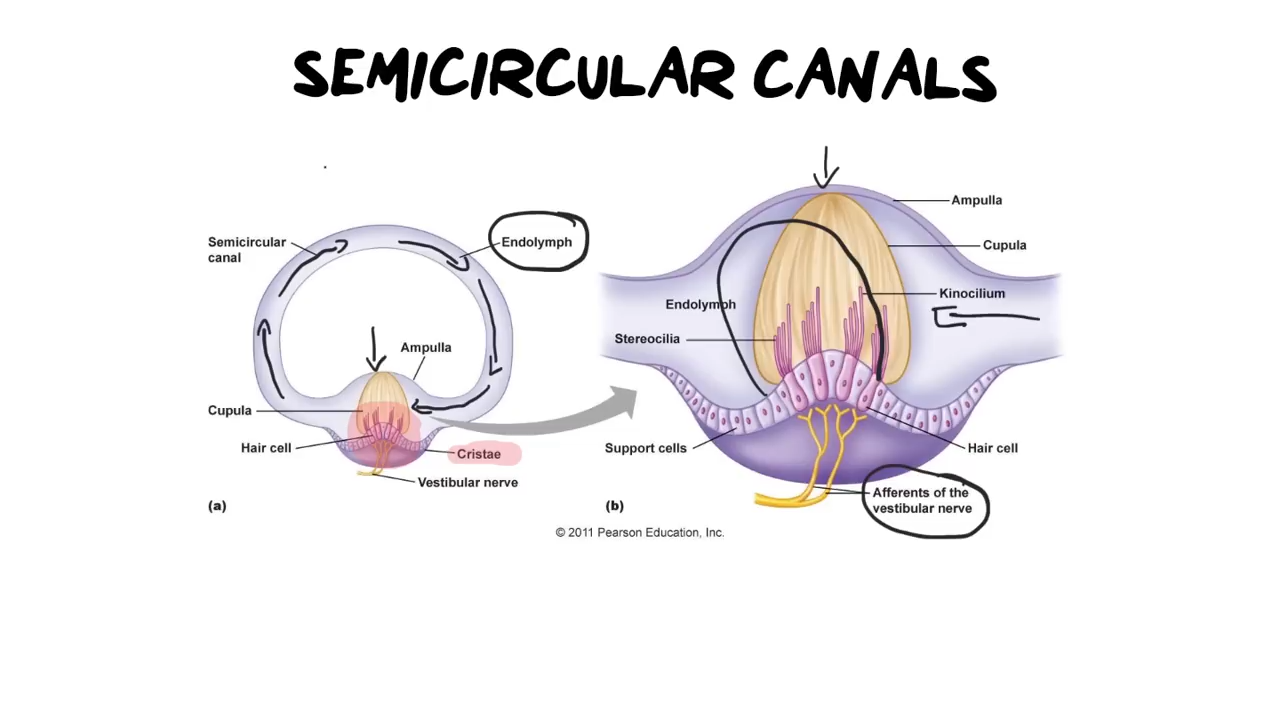 SEMICIRCULAR CANALS
Semicircular
canal
Endolymph
Ampulla
Cupula
Hair cell
Cristae
Vestibular nerve
(a)
Ampulla
Cupula
Kinocilium
Endolymph
Stereocilia
Support cells
Hair cell
Afferents of the
vestibular nerve
(b)
© 2011 Pearson Education, Inc.